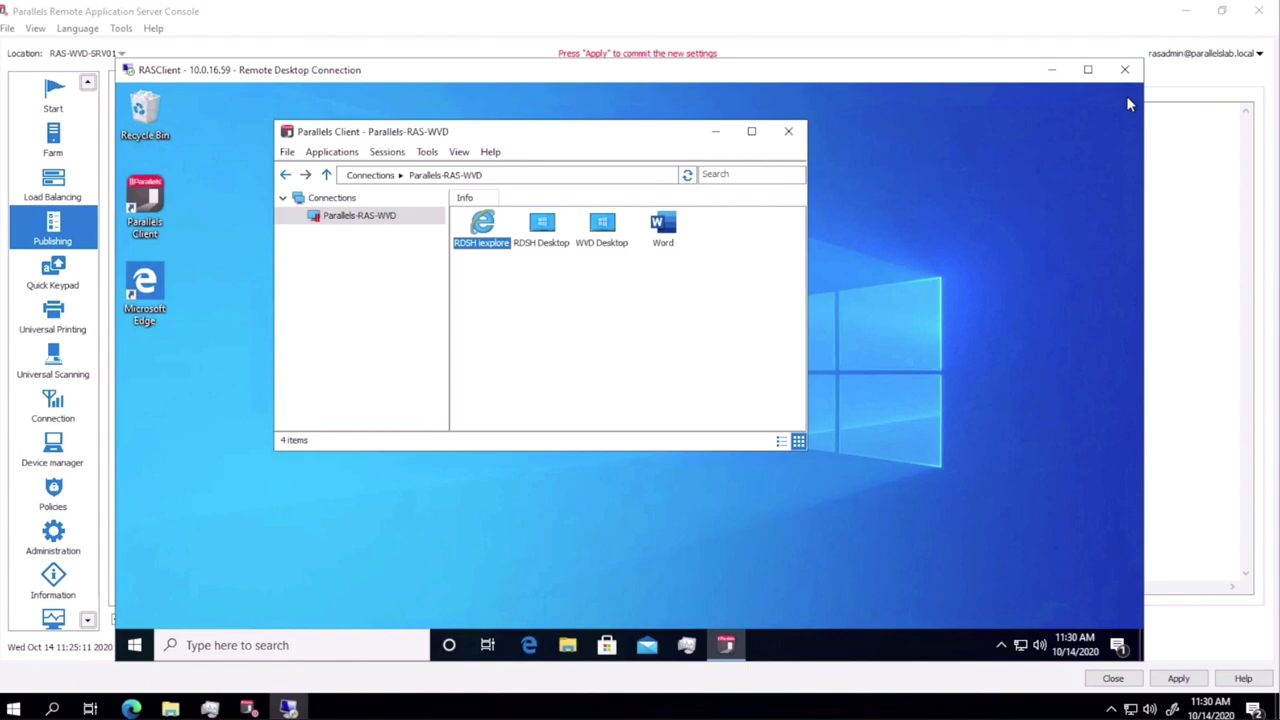 Parallels Remote Application Server Console
File View Language Tools Help
Location: RAS-WVD-SRV01
Press "Apply" to commit the new settings
rasadmin@parallelslab.local
Start
Farm
Load Balancing
Publishing
Quick Keypad
Universal Printing
Universal Scanning
Connection
Device manager
Policies
Administration
Information
Wed Oct 14 11:25:11 2020
RASClient - 10.0.16.59 - Remote Desktop Connection
Recycle Bin
Parallels
Parallels
Client
Microsoft
Edge
Parallels Client - Parallels-RAS-WVD
File Applications Sessions Tools View Help
Connections Parallels-RAS-WVD
Search
Connections
Parallels-RAS-WVD
Info
RDSH iexplore RDSH Desktop WVD Desktop Word
4 items
Type here to search
11:30 AM
10/14/2020
1
Close Apply Help
11:30 AM
10/14/2020
2